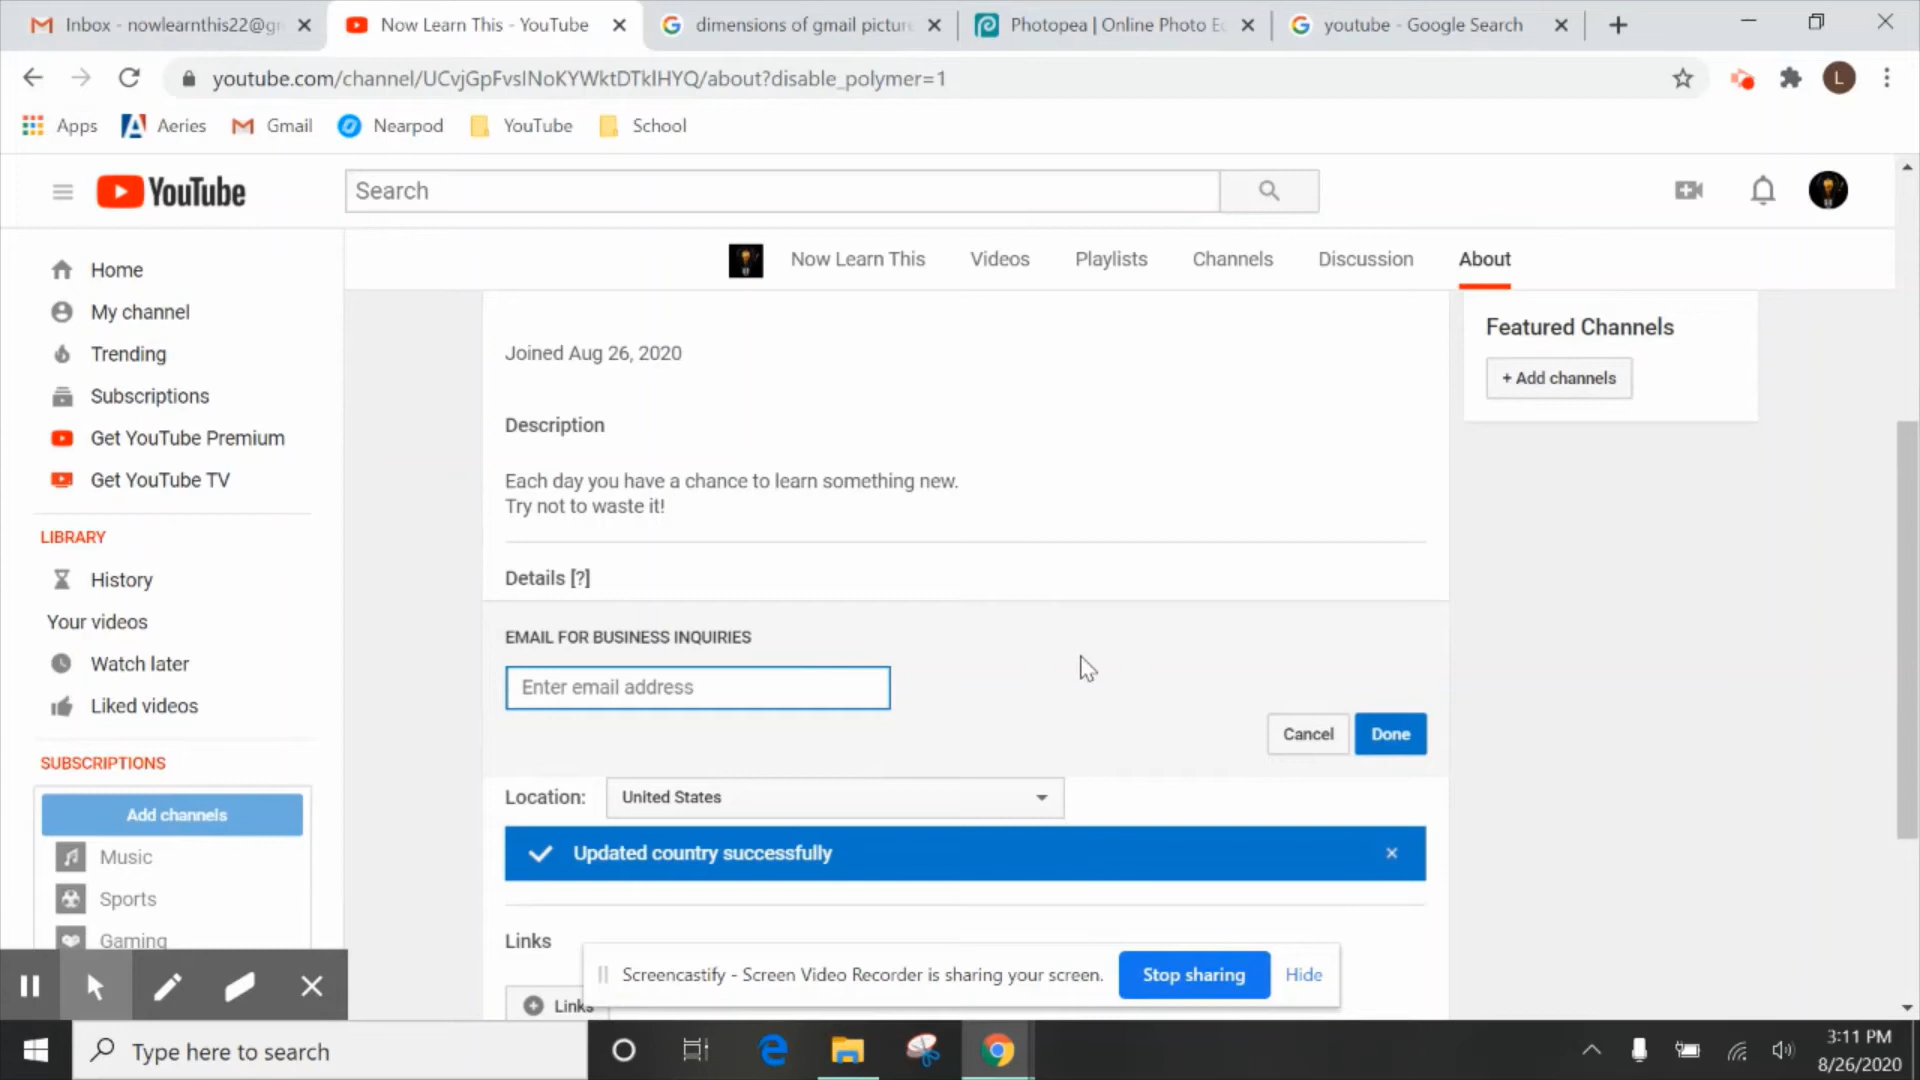 Inbox - nowlearnthis22@g
Now Learn This - YouTube
dimensions of gmail pictur
Photopea | Online Photo E
youtube - Google Search
youtube.com/channel/UCvjGpFvsINoKYWktDTklHYQ/about?disable_polymer=1
L
Apps
Aeries
Gmail
Nearpod
YouTube
School
YouTube
Search
Home
My channel
Trending
Subscriptions
Get YouTube Premium
Get YouTube TV
LIBRARY
History
Your videos
Watch later
Liked videos
SUBSCRIPTIONS
Add channels
Music
Sports
Gaming
Now Learn This
Videos
Playlists
Channels
Discussion
About
Joined Aug 26, 2020
Description
Each day you have a chance to learn something new.
Try not to waste it!
Details [?]
EMAIL FOR BUSINESS INQUIRIES
Enter email address
Cancel
Done
Location:
United States
Updated country successfully
Links
Links
Featured Channels
+ Add channels
Screencastify - Screen Video Recorder is sharing your screen.
Stop sharing
Hide
Type here to search
3:11 PM
8/26/2020